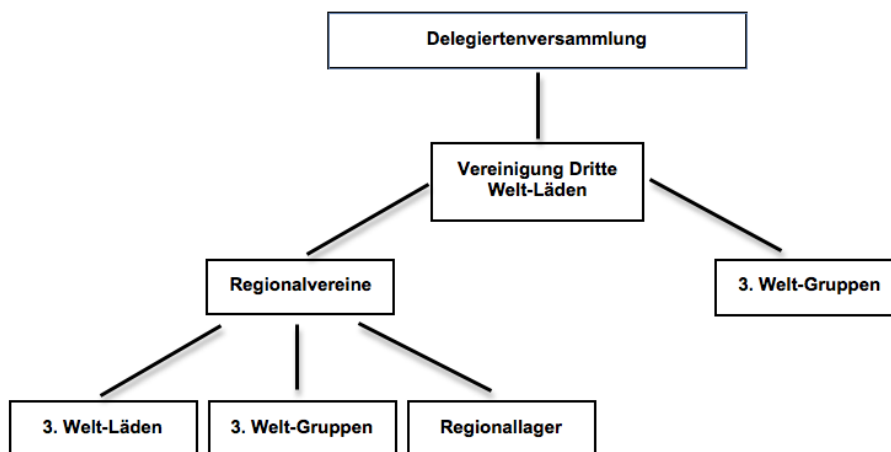 Delegiertenversammlung
Vereinigung Dritte
Welt-Läden
Regionalvereine
3. Welt-Gruppen
3. Welt-Läden
3. Welt-Gruppen
Regionallager